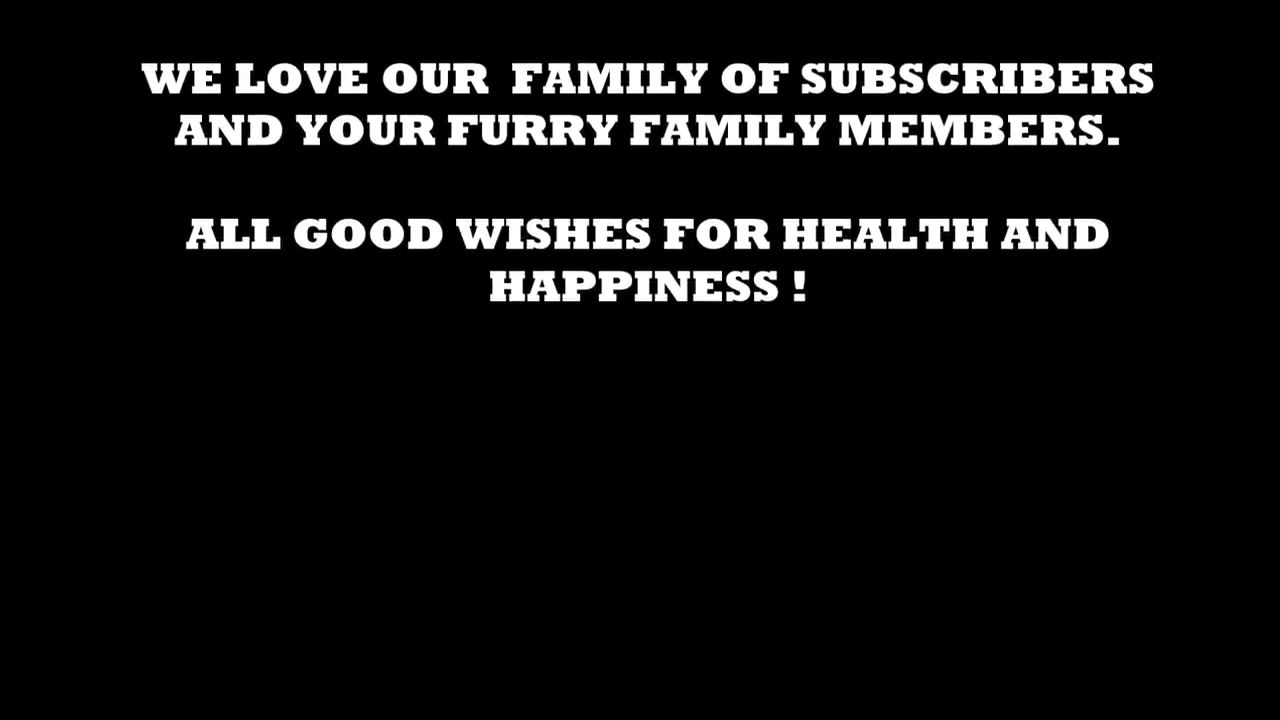 WE LOVE OUR  FAMILY OF SUBSCRIBERS
AND YOUR FURRY FAMILY MEMBERS.
ALL GOOD WISHES FOR HEALTH AND
HAPPINESS !